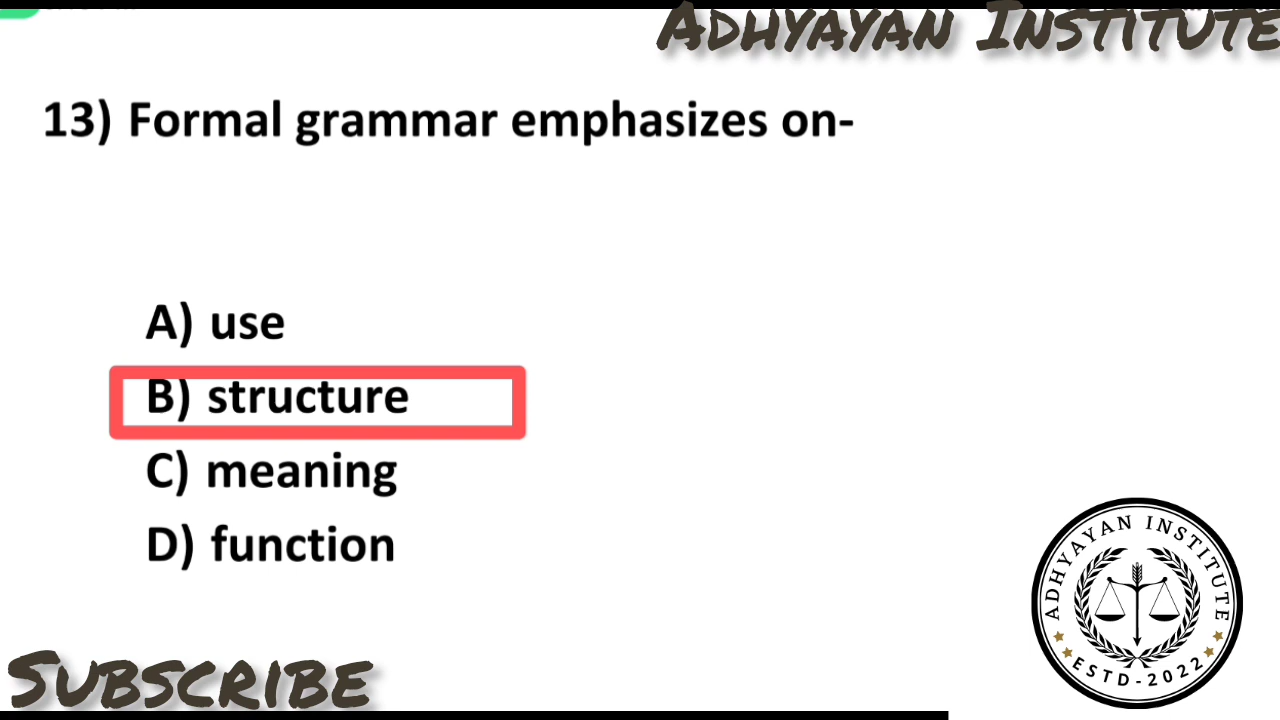 Adhyayan Institute
13) Formal grammar emphasizes on-
A) use
B) structure
C) meaning
D) function
ADHYAYAN INSTITUTE
ESTD-2022
Subscribe